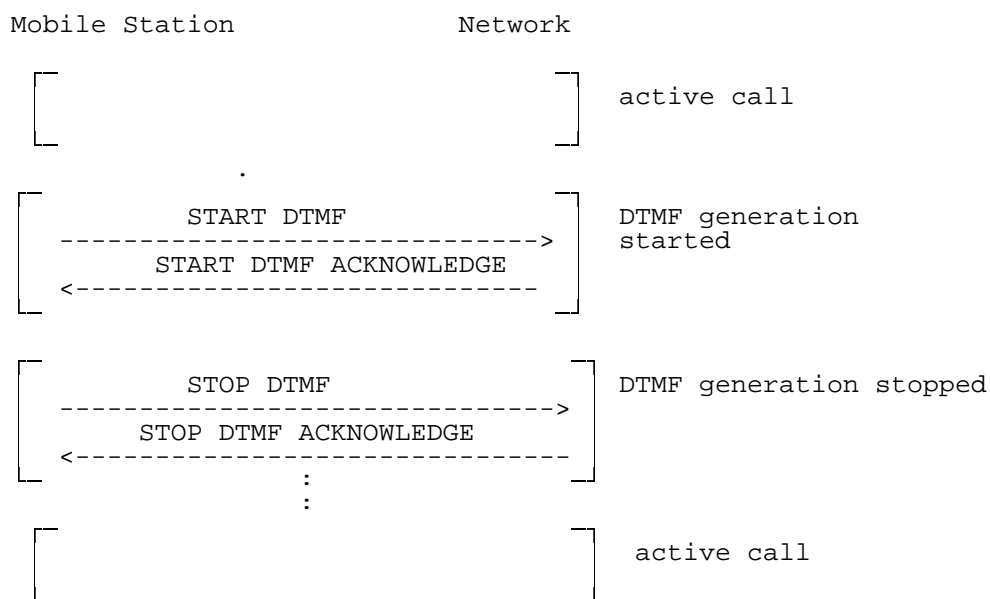 Mobile Station Network
active call
.
START DTMF DTMF generation
-------------------------------> started
START DTMF ACKNOWLEDGE
<------------------------------
STOP DTMF DTMF generation stopped
-------------------------------->
STOP DTMF ACKNOWLEDGE
<--------------------------------
:
:
active call